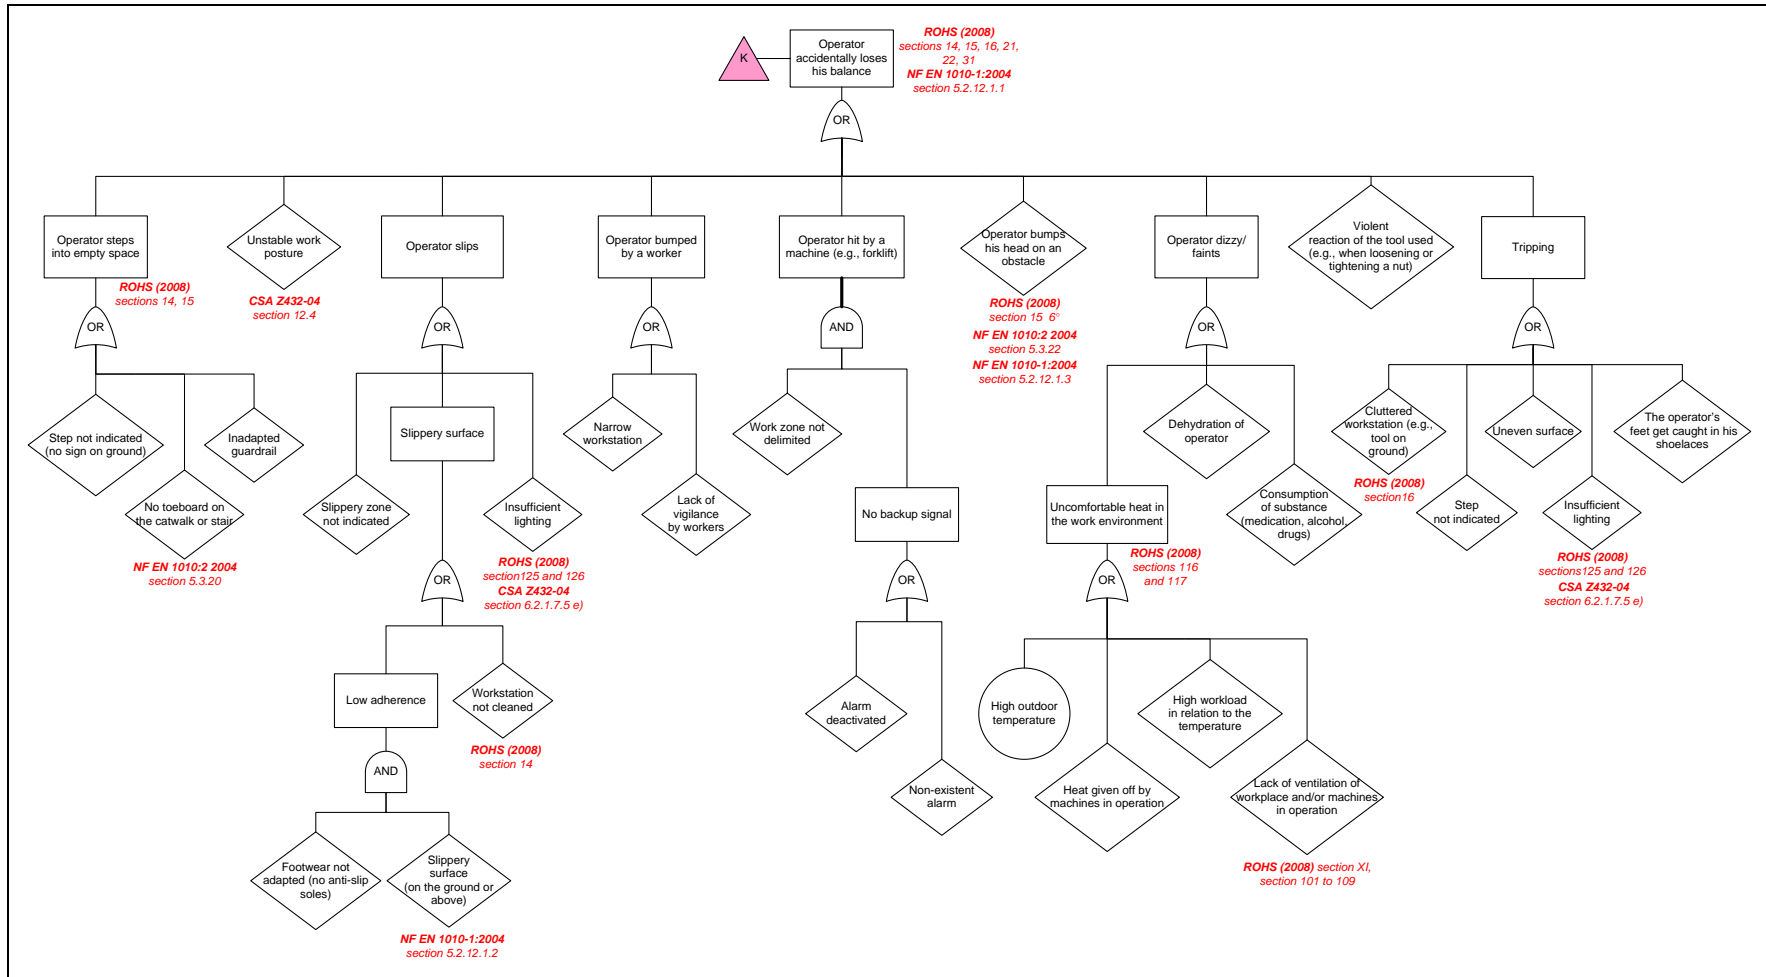 K
Operator
accidentally loses
his balance
ROHS (2008)
sections 14, 15, 16, 21,
22, 31
NF EN 1010-1:2004
section 5.2.12.1.1
OR
Operator steps
into empty space
ROHS (2008)
sections 14, 15
OR
Step not indicated
(no sign on ground)
No toeboard on
the catwalk or stair
NF EN 1010:2 2004
section 5.3.20
Inadapted
guardrail
Unstable work
posture
CSA Z432-04
section 12.4
Operator slips
OR
Slippery zone
not indicated
Slippery surface
Insufficient
lighting
ROHS (2008)
section125 and 126
CSA Z432-04
section 6.2.1.7.5 e)
OR
Low adherence
Workstation
not cleaned
ROHS (2008)
section 14
AND
Footwear not
adapted (no anti-slip
soles)
Slippery
surface
(on the ground or
above)
NF EN 1010-1:2004
section 5.2.12.1.2
Operator bumped
by a worker
OR
Narrow
workstation
Lack of
vigilance
by workers
Operator hit by a
machine (e.g., forklift)
AND
Work zone not
delimited
No backup signal
OR
Alarm
deactivated
Non-existent
alarm
Operator bumps
his head on an
obstacle
ROHS (2008)
section 15 6°
NF EN 1010:2 2004
section 5.3.22
NF EN 1010-1:2004
section 5.2.12.1.3
Operator dizzy/
faints
OR
Uncomfortable heat in
the work environment
ROHS (2008)
sections 116
and 117
Dehydration of
operator
Consumption
of substance
(medication, alcohol,
drugs)
OR
High outdoor
temperature
Heat given off by
machines in operation
High workload
in relation to the
temperature
Lack of ventilation of
workplace and/or machines
in operation
ROHS (2008) section XI,
section 101 to 109
Violent
reaction of the tool used
(e.g., when loosening or
tightening a nut)
Tripping
OR
Cluttered
workstation (e.g.,
tool on
ground)
ROHS (2008)
section16
Step
not indicated
Uneven surface
Insufficient
lighting
ROHS (2008)
sections125 and 126
CSA Z432-04
section 6.2.1.7.5 e)
The operator's
feet get caught in his
shoelaces